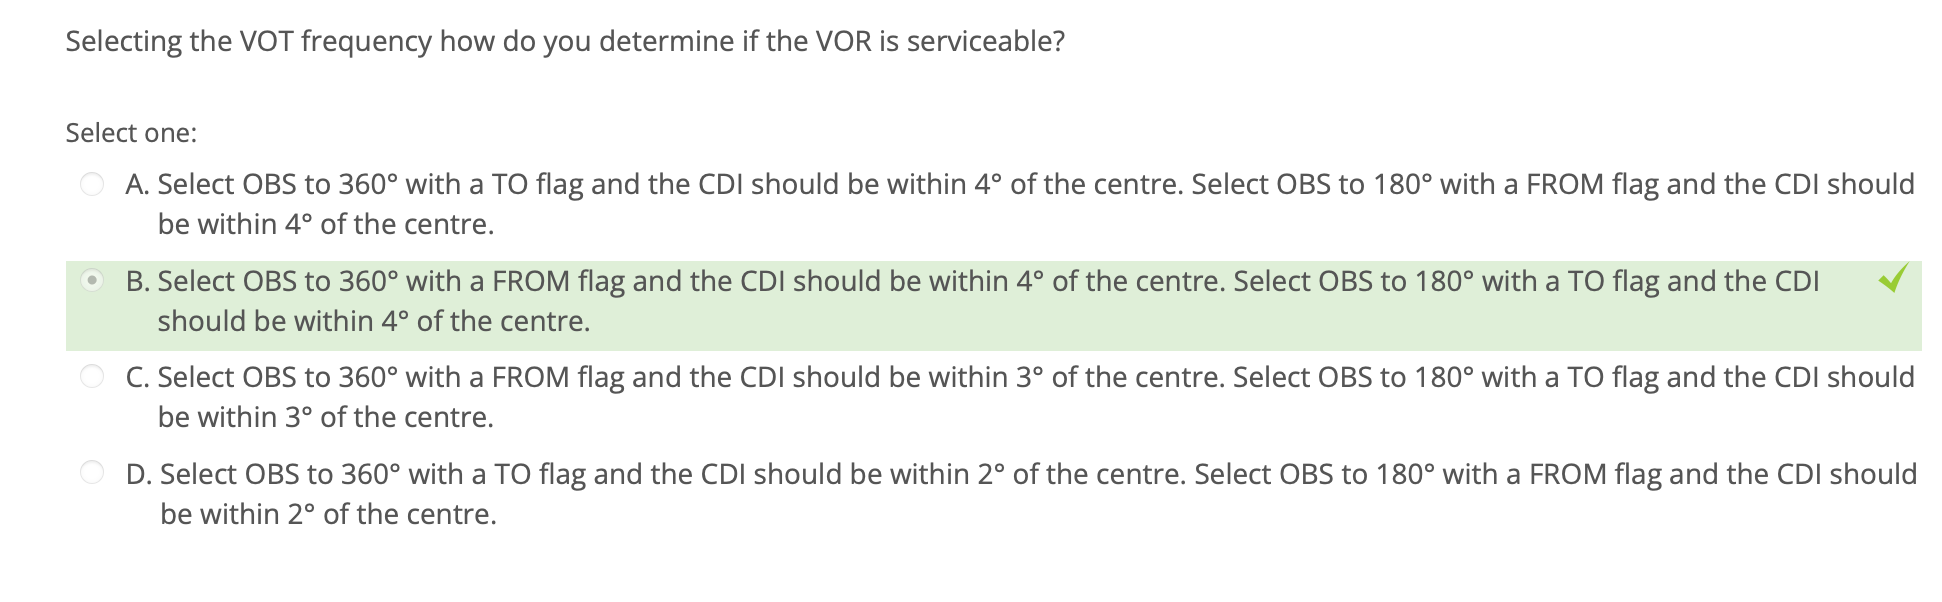 Selecting the VOT frequency how do you determine if the VOR is serviceable?
Select one:
A. Select OBS to 360° with a TO flag and the CDI should be within 4° of the centre. Select OBS to 180° with a FROM flag and the CDI should
be within 4° of the centre.
B. Select OBS to 360° with a FROM flag and the CDI should be within 4° of the centre. Select OBS to 180° with a TO flag and the CDI
should be within 4° of the centre.
C. Select OBS to 360° with a FROM flag and the CDI should be within 3° of the centre. Select OBS to 180° with a TO flag and the CDI should
be within 3° of the centre.
D. Select OBS to 360° with a TO flag and the CDI should be within 2° of the centre. Select OBS to 180° with a FROM flag and the CDI should
be within 2° of the centre.